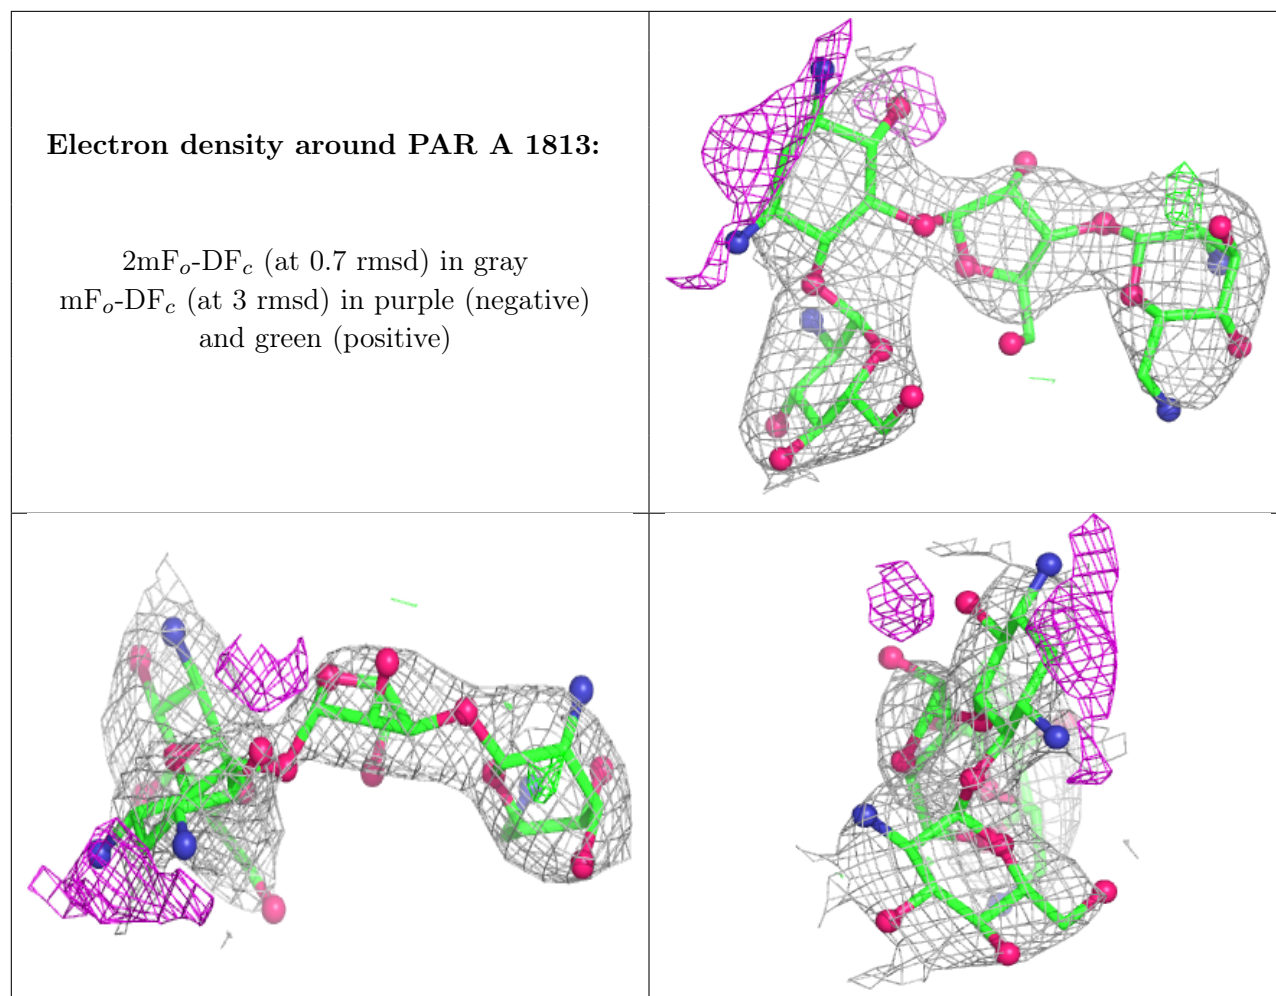 Electron density around PAR A 1813:
2mFo-DFc (at 0.7 rmsd) in gray
mFo-DFc (at 3 rmsd) in purple (negative)
and green (positive)